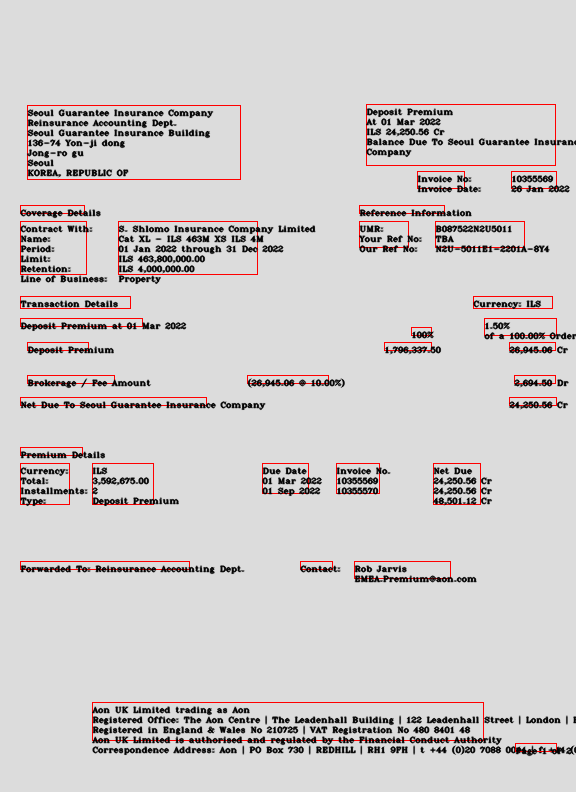 Seoul Guarantee Insurance Company
Reinsurance Accounting Dept.
Seoul Guarantee Insurance Building
136-74 Yon-ji dong
Jong-ro gu
Seoul
KOREA, REPUBLIC OF
Deposit Premium
At 01 Mar 2022
ILS 24,250.56 Cr
Balance Due To Seoul Guarantee Insurance
Company
Invoice No: 10355569
Invoice Date: 26 Jan 2022
Coverage Details
Reference Information
Contract With: S. Shlomo Insurance Company Limited
Name: Cat XL - ILS 463M XS ILS 4M
Period: 01 Jan 2022 through 31 Dec 2022
Limit: ILS 463,800,000.00
Retention: ILS 4,000,000.00
Line of Business: Property
UMR: B087522N2U5011
Your Ref No: TBA
Our Ref No: N2U-5011E1-2201A-8Y4
Transaction Details Currency: ILS
Deposit Premium at 01 Mar 2022 100% 1.50%
of a 100.00% Order
Deposit Premium 1,796,337.50 26,945.06 Cr
Brokerage / Fee Amount (26,945.06 @ 10.00%) 2,694.50 Dr
Net Due To Seoul Guarantee Insurance Company 24,250.56 Cr
Premium Details
Currency: ILS Due Date Invoice No. Net Due
Total: 3,592,675.00 01 Mar 2022 10355569 24,250.56 Cr
Installments: 2 01 Sep 2022 10355570 24,250.56 Cr
Type: Deposit Premium 48,501.12 Cr
Forwarded To: Reinsurance Accounting Dept. Contact: Rob Jarvis
EMEA.Premium@aon.com
Aon UK Limited trading as Aon
Registered Office: The Aon Centre | The Leadenhall Building | 122 Leadenhall Street | London |
Registered in England & Wales No 210725 | VAT Registration No 480 8401 48
Aon UK Limited is authorised and regulated by the Financial Conduct Authority
Correspondence Address: Aon | PO Box 730 | REDHILL | RH1 9FH | t +44 (0)20 7088
Page 1 of 2